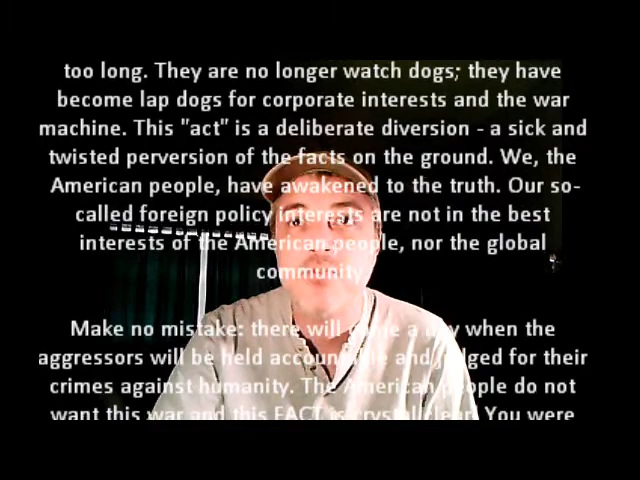 too long. They are no longer watch dogs; they have
become lap dogs for corporate interests and the war
machine. This "act" is a deliberate diversion - a sick and
twisted perversion of the facts on the ground. We, the
American people, have awakened to the truth. Our so-
called foreign policy interests are not in the best
interests of the American people, nor the global
community.
Make no mistake: there will come a day when the
aggressors will be held accountable and judged for their
crimes against humanity. The American people do not
want this war and this FACT is crystal clear. You were